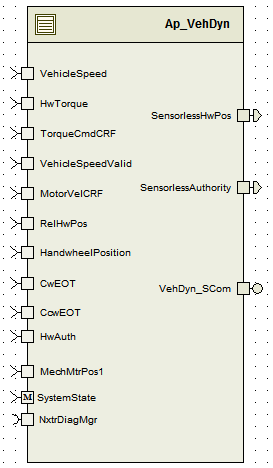 Ap_VehDyn
VehicleSpeed
HwTorque
SensorlessHwPos
TorqueCmdCRF
VehicleSpeedValid
SensorlessAuthority
MotorVelCRF
RelHwPos
HandwheelPosition
CwEOT
VehDyn_SCom
CcwEOT
HwAuth
MechMtrPos1
M SystemState
NxtrDiagMgr